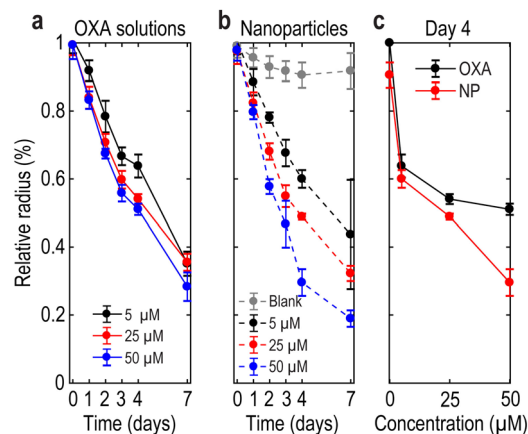 a OXA solutions
b Nanoparticles
c Day 4
Relative radius (%)
1
0.8
0.6
0.4
0.2
0
5 μM
25 μM
50 μM
0 1 2 3 4 7
Time (days)
Blank
5 μM
25 μM
50 μM
0 1 2 3 4 7
Time (days)
OXA
NP
0 25 50
Concentration (μM)